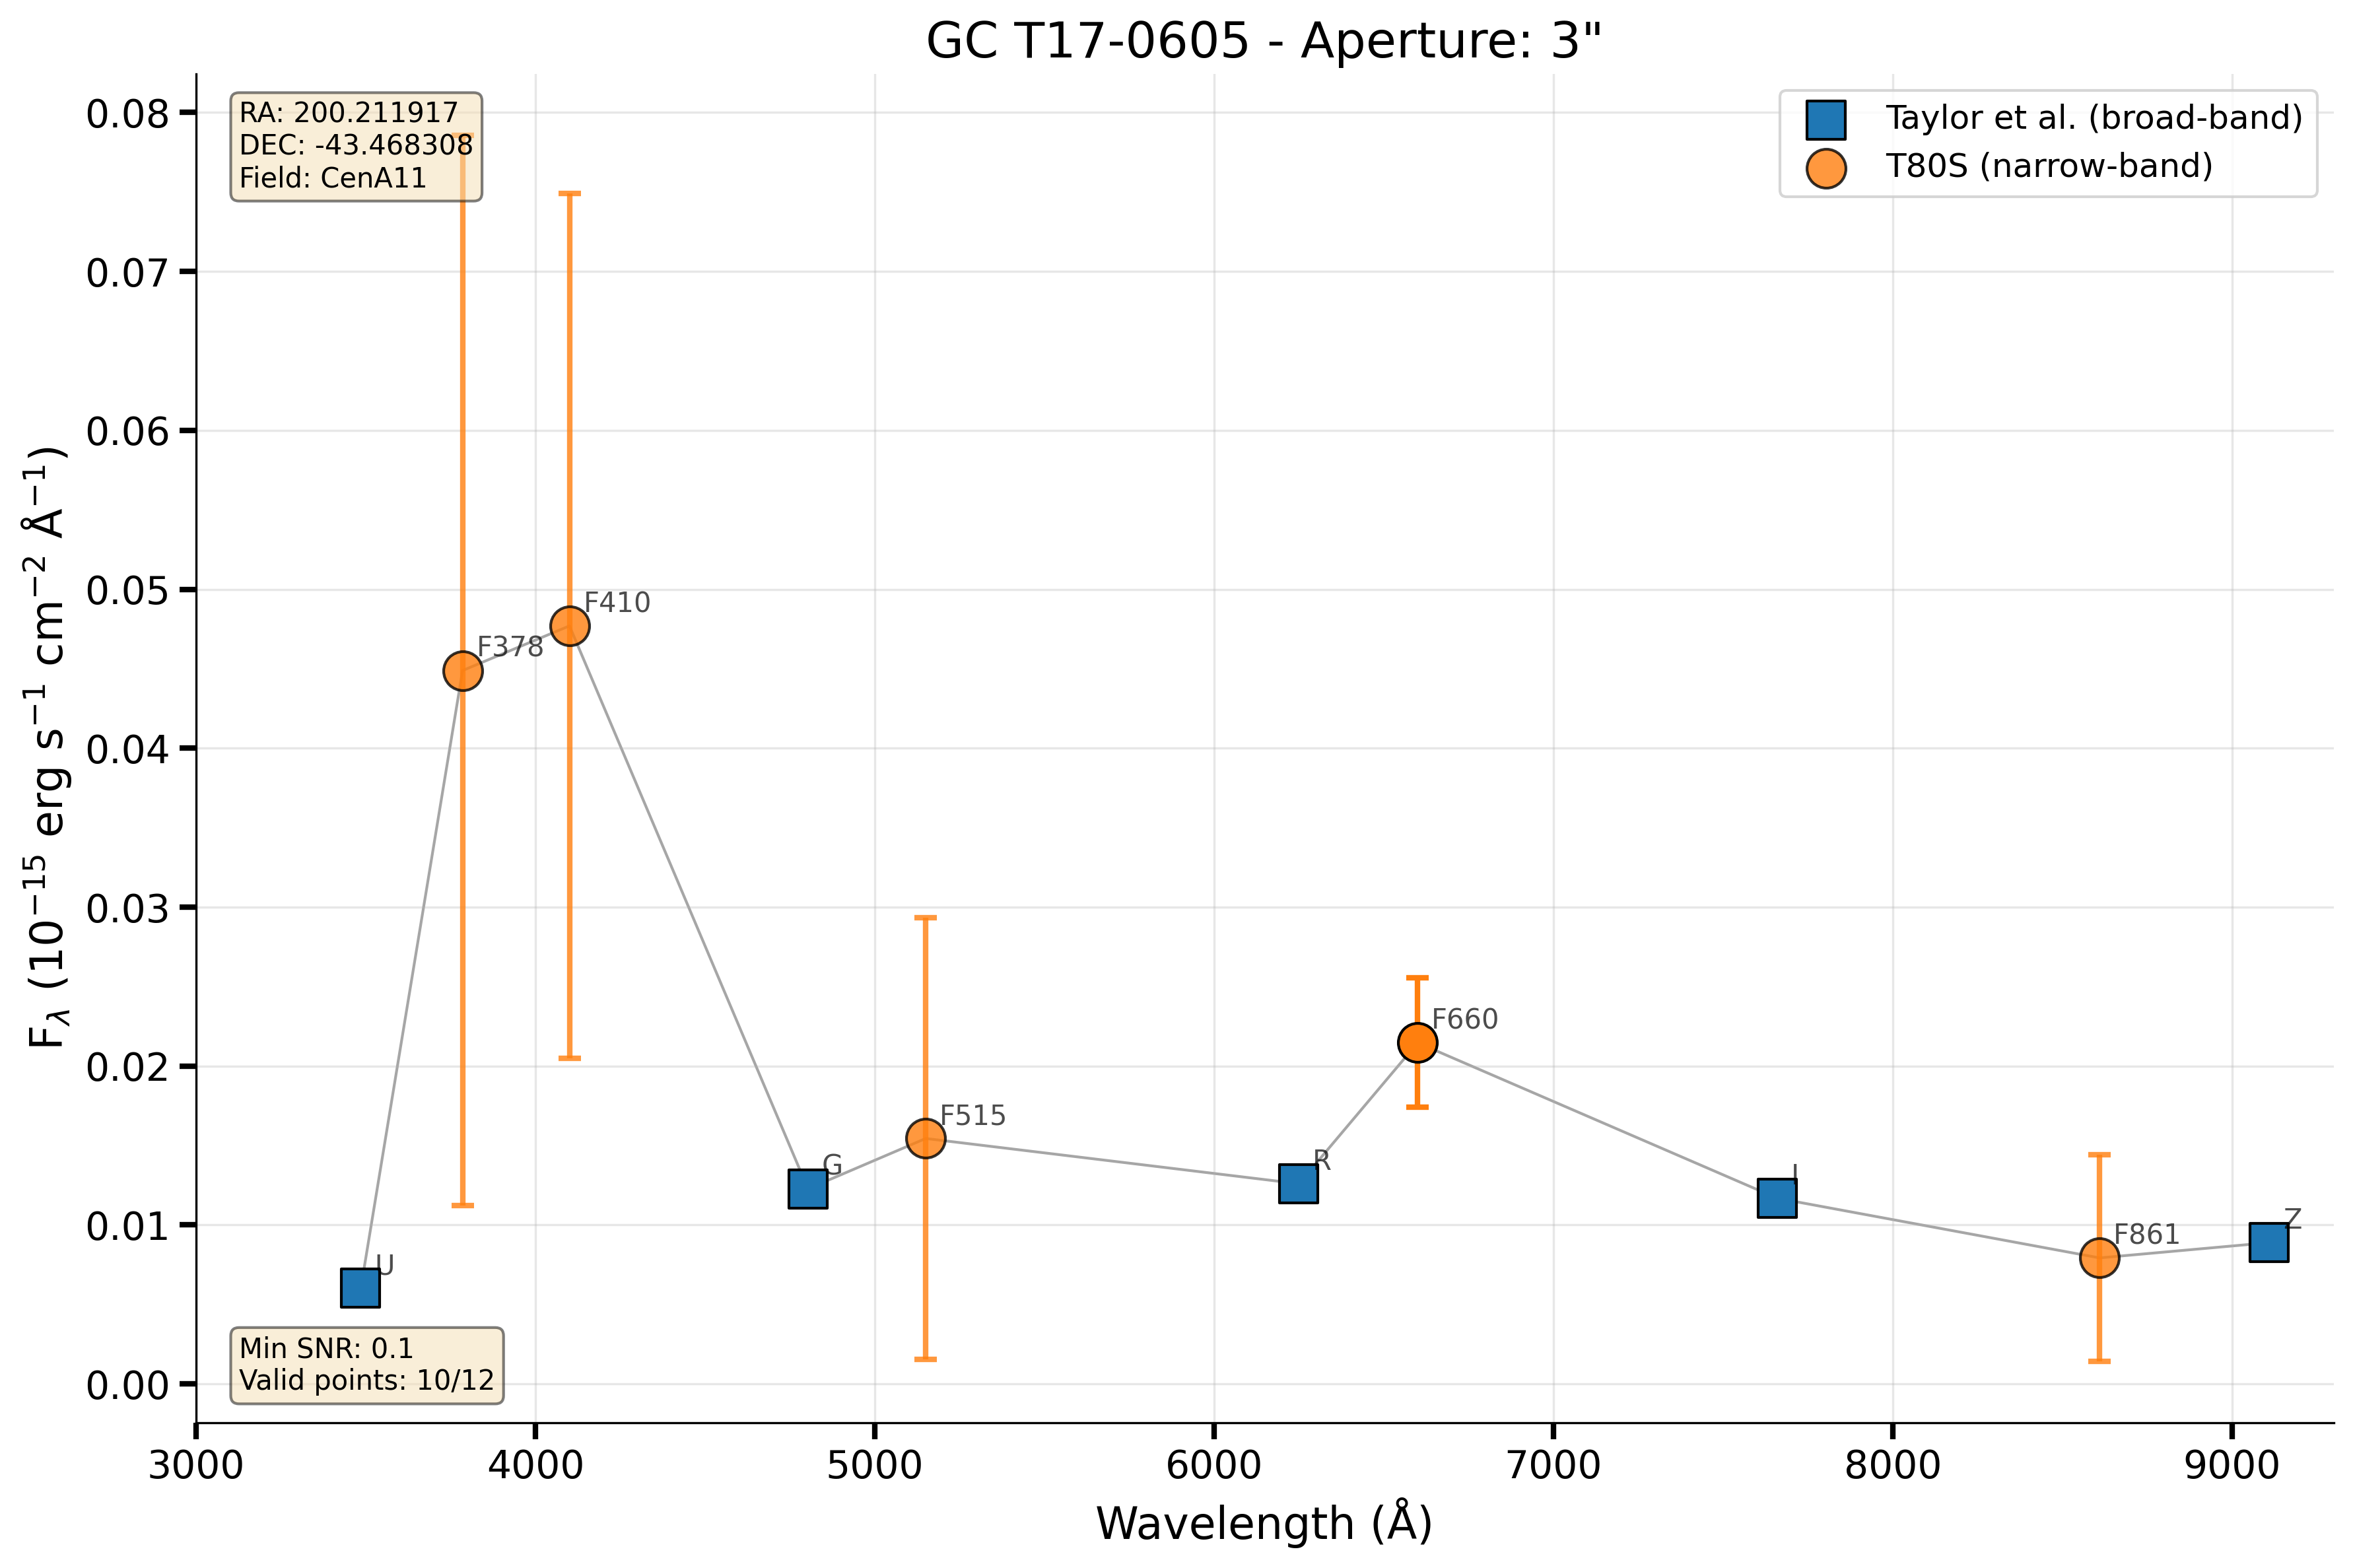 GC T17-0605 - Aperture: 3"
RA: 200.211917
DEC: -43.468308
Field: CenA11
Taylor et al. (broad-band)
T80S (narrow-band)
0.08
0.07
0.06
0.05
0.04
0.03
0.02
0.01
0.00
F_λ (10⁻¹⁵ erg s⁻¹ cm⁻² Å⁻¹)
F410
F378
F660
F515
G
R
I
F861
Z
U
Min SNR: 0.1
Valid points: 10/12
3000 4000 5000 6000 7000 8000 9000
Wavelength (Å)